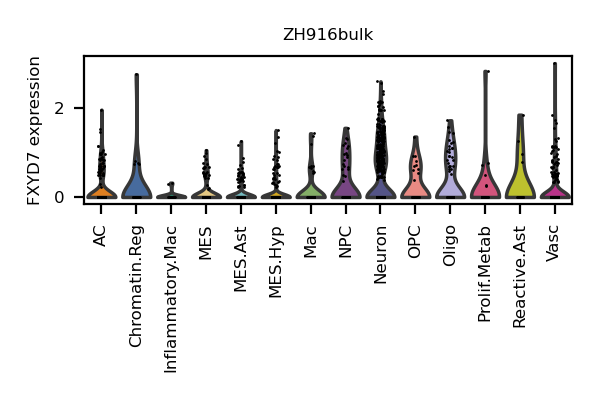 ZH916bulk
FXYD7 expression
2
0
AC
Chromatin.Reg
Inflammatory.Mac
MES
MES.Ast
MES.Hyp
Mac
NPC
Neuron
OPC
Oligo
Prolif.Metab
Reactive.Ast
Vasc